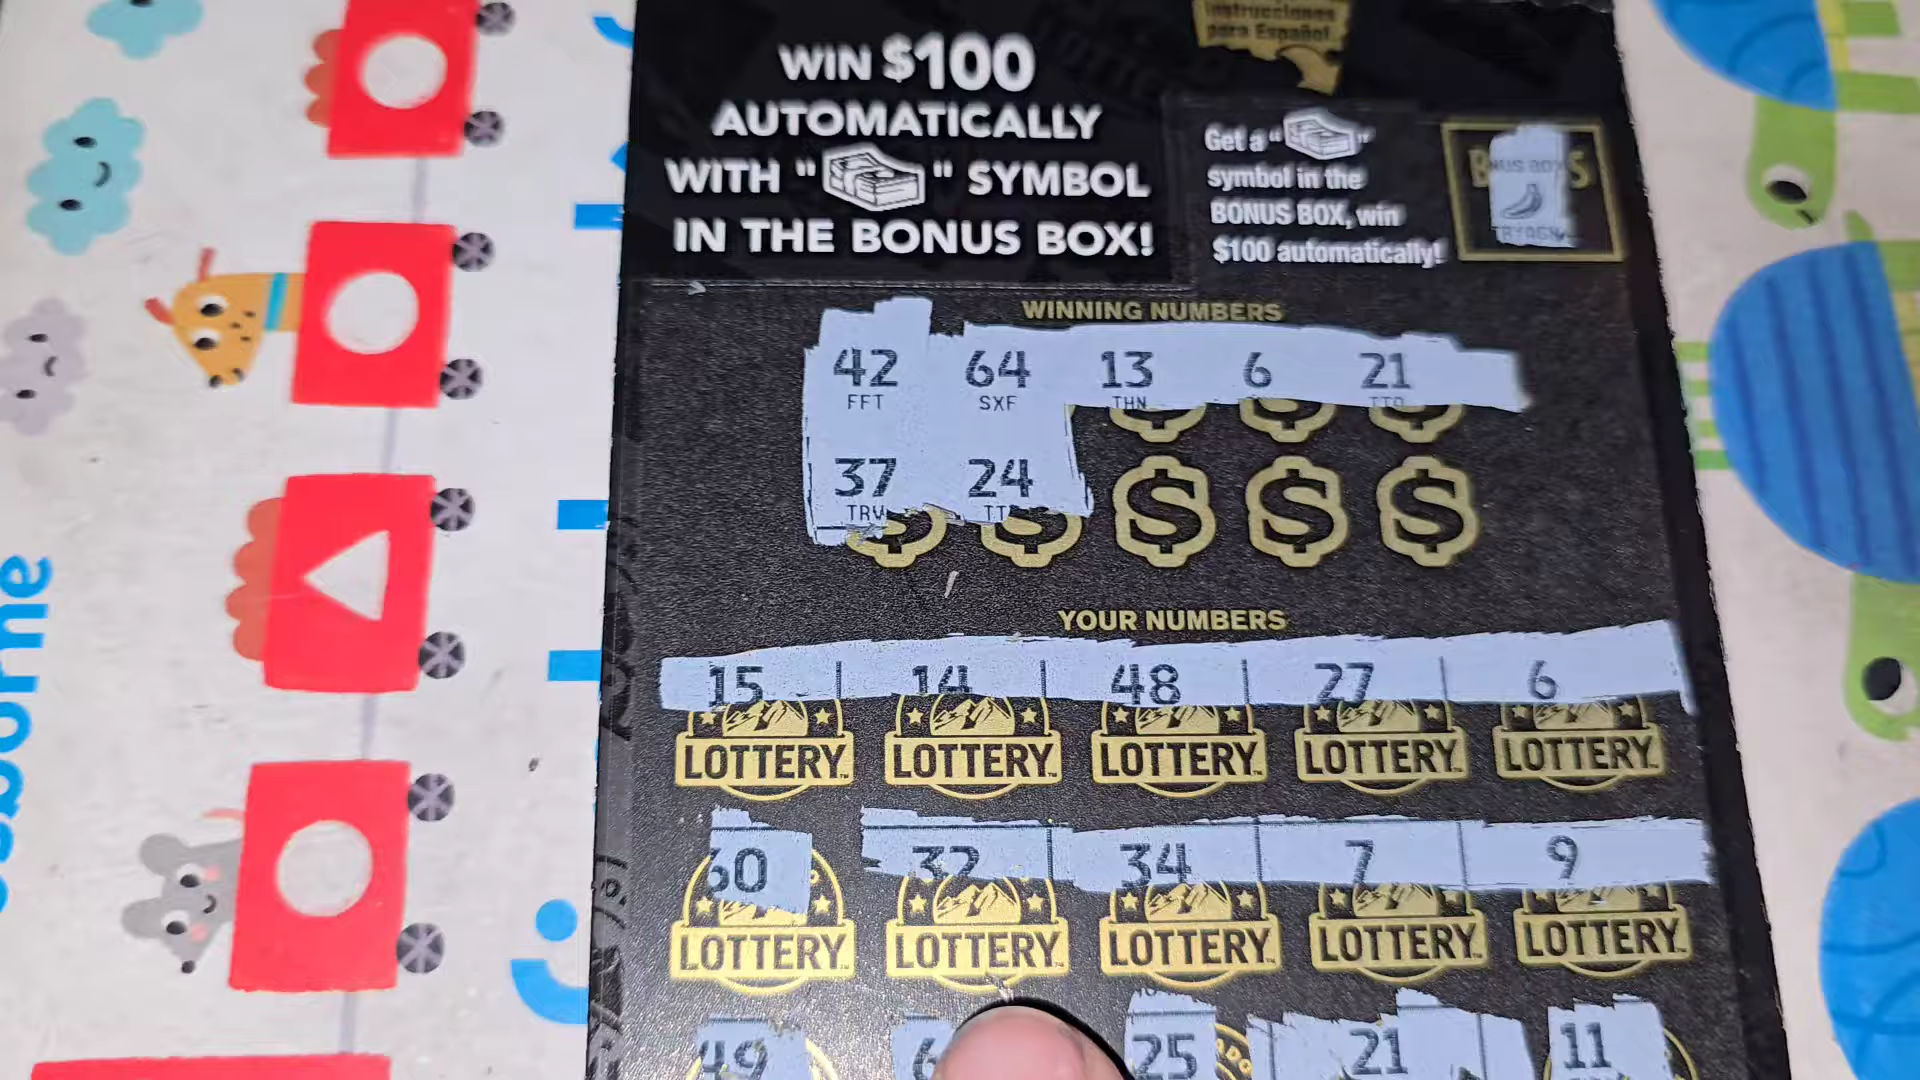 Instrucciones
para Español
WIN $100
AUTOMATICALLY
WITH " " SYMBOL
IN THE BONUS BOX!
Get a " "
symbol in the
BONUS BOX, win
$100 automatically!
TRYAGN
WINNING NUMBERS
42 64 13 6 21
FFT SXF THN
37 24
YOUR NUMBERS
15 14 48 27 6
LOTTERY LOTTERY LOTTERY LOTTERY LOTTERY
60 32 34 7 9
LOTTERY LOTTERY LOTTERY LOTTERY LOTTERY
49 25 21 11